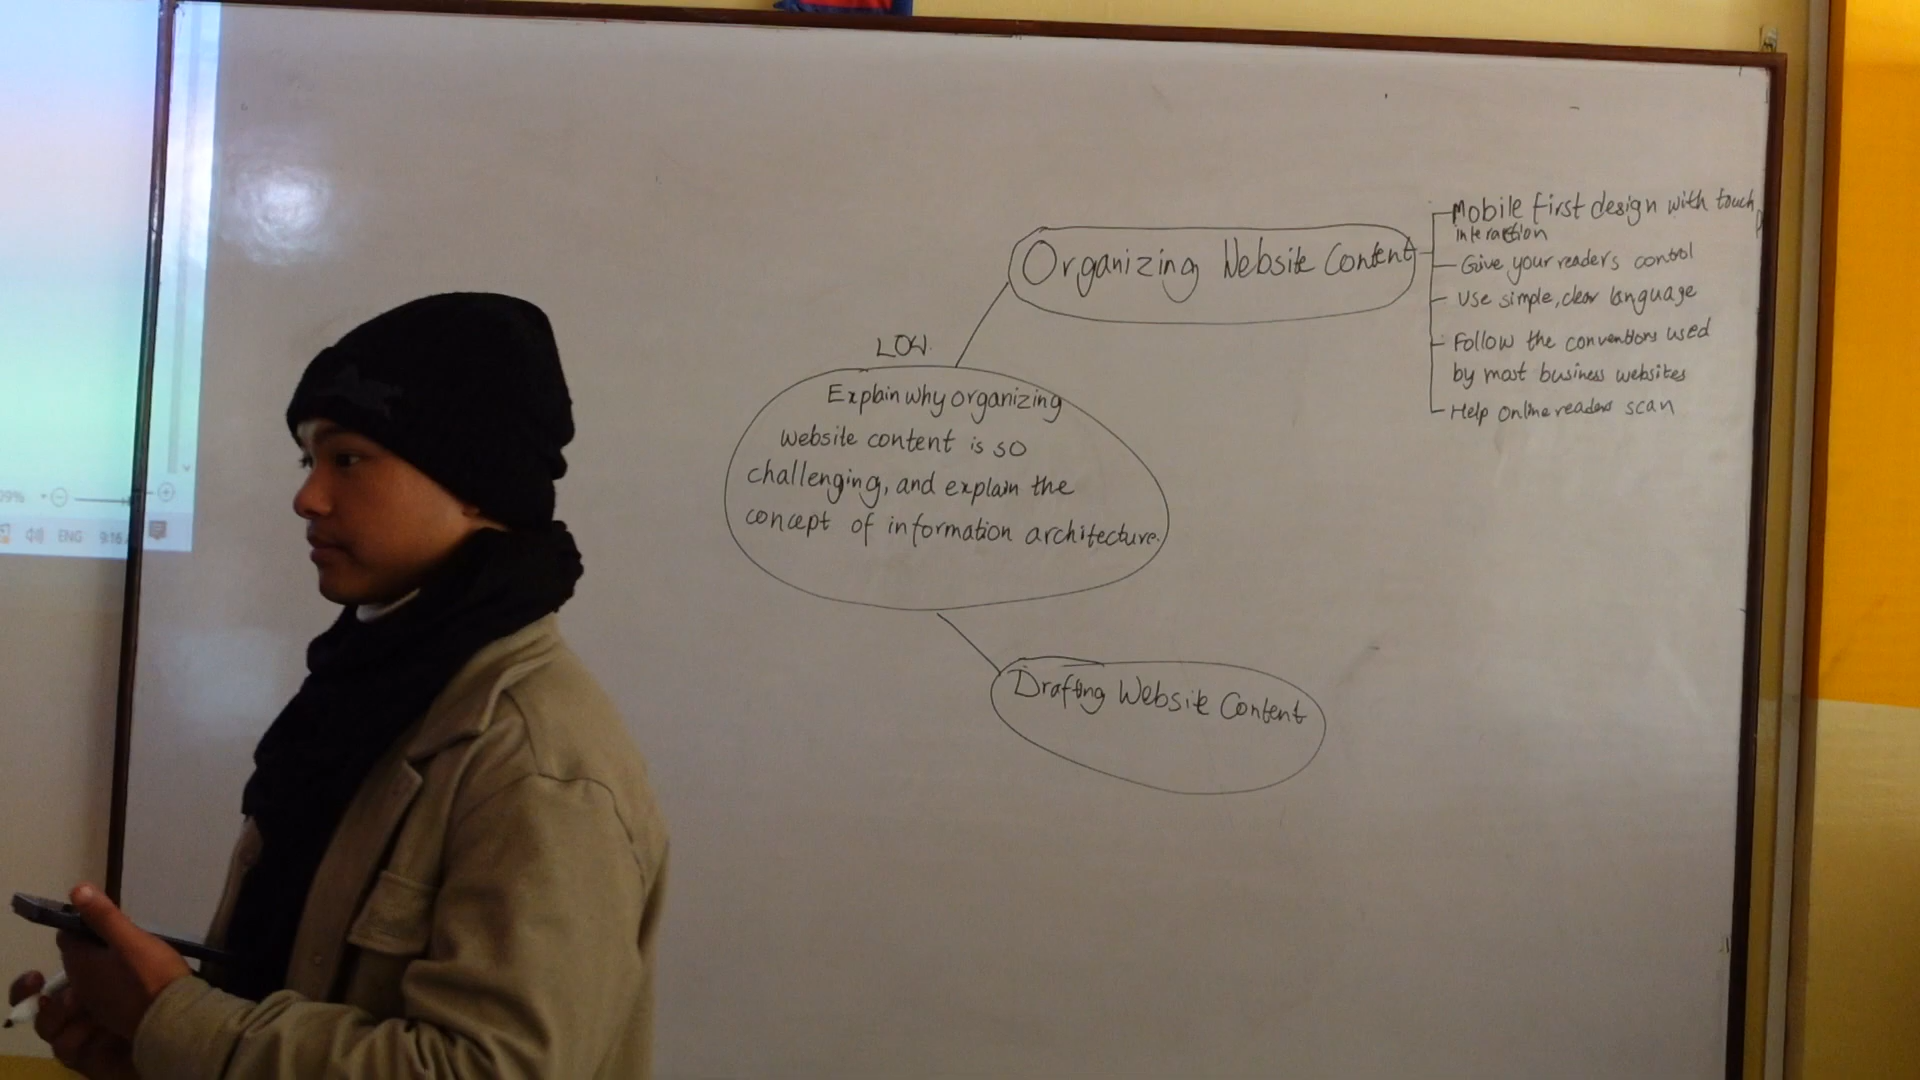 Organizing Website Content
Mobile first design with touch
interaction
Give your readers control
Use simple, clear language
Follow the conventions used
by most business websites
Help Online readers scan
Explain why organizing
website content is so
challenging, and explain the
concept of information architecture.
Drafting Website Content
ENG
9:16